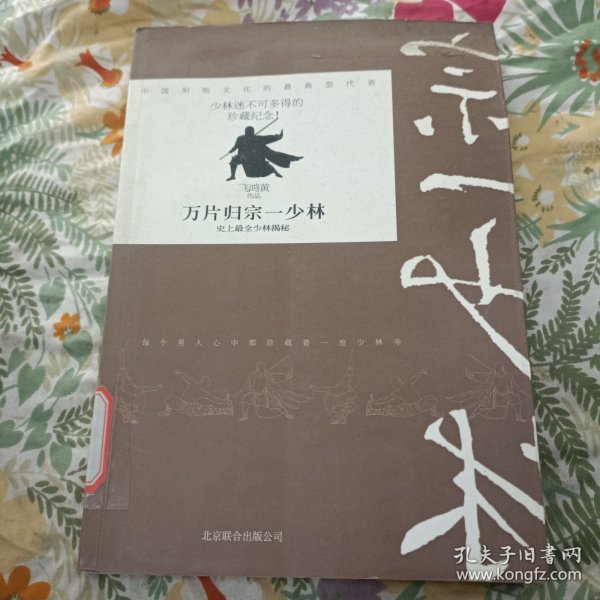 中国阳刚文化的最典型代表
少林迷不可多得的
珍藏纪念！
飞鸿黄
作品
万片归宗一少林
史上最全少林揭秘
宗一少林
每个男人心中都珍藏着一座少林寺
北京联合出版公司
孔夫子旧书网
www.kongfz.com